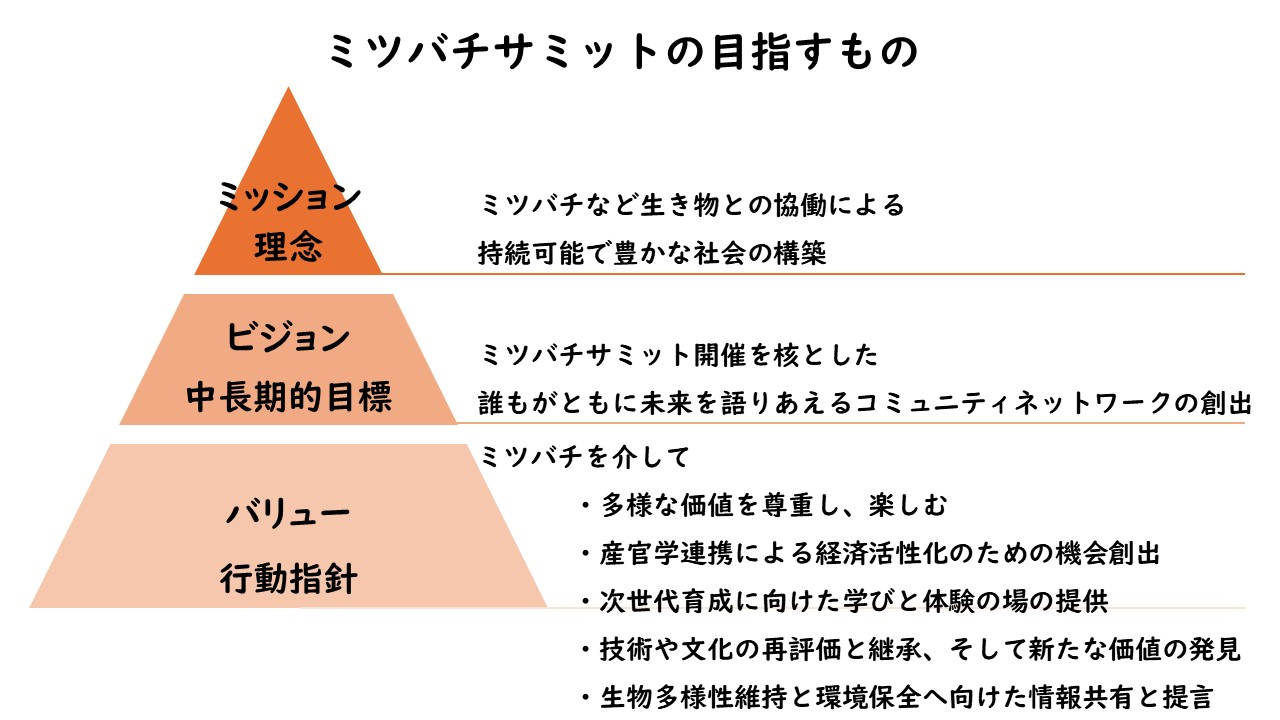 ミツバチサミットの目指すもの
ミッション
理念
ミツバチなど生き物との協働による
持続可能で豊かな社会の構築
ビジョン
中長期的目標
ミツバチサミット開催を核とした
誰もがともに未来を語りあえるコミュニティネットワークの創出
バリュー
行動指針
ミツバチを介して
・多様な価値を尊重し、楽しむ
・産官学連携による経済活性化のための機会創出
・次世代育成に向けた学びと体験の場の提供
・技術や文化の再評価と継承、そして新たな価値の発見
・生物多様性維持と環境保全へ向けた情報共有と提言